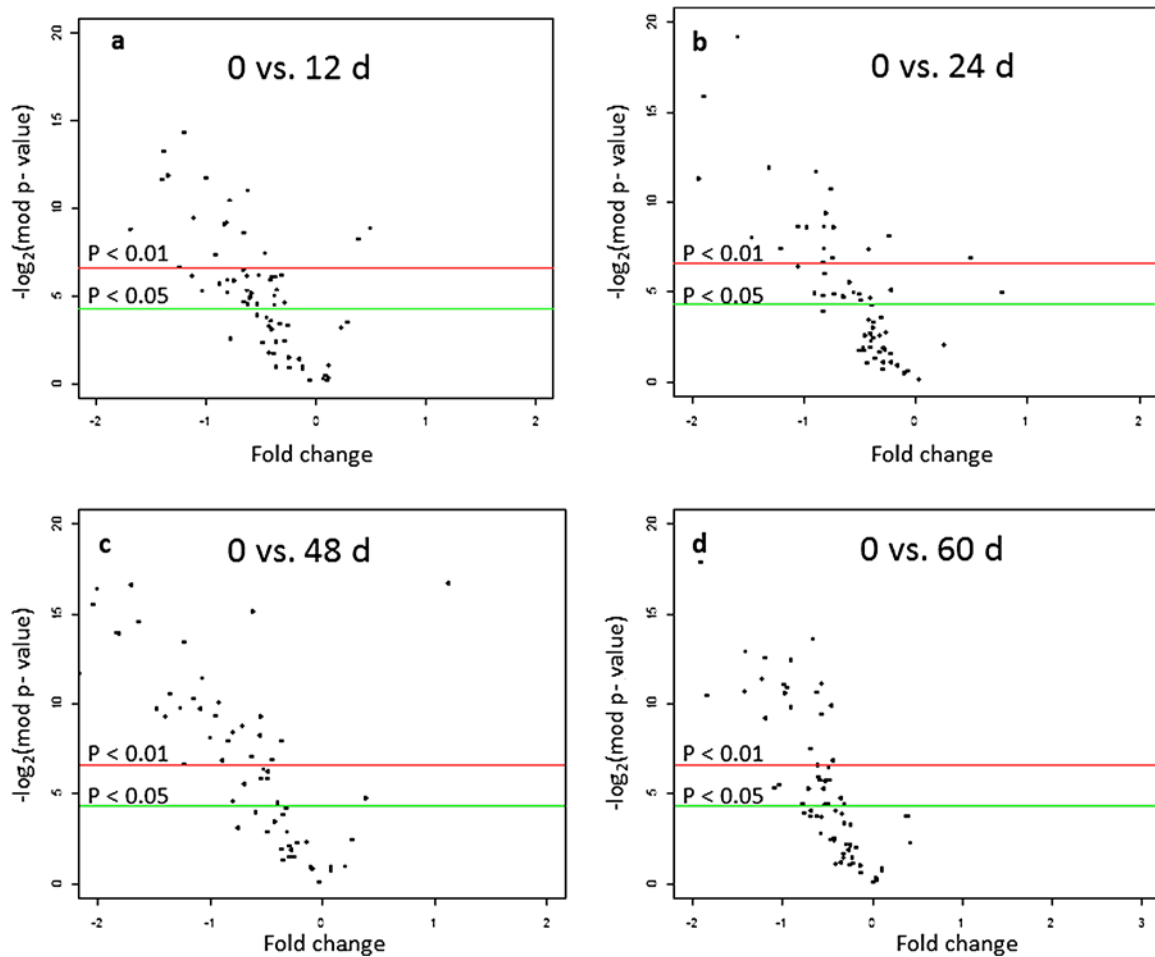 a
0 vs. 12 d
-log2(mod p- value)
20
15
10
5
0
P < 0.01
P < 0.05
-2 -1 0 1 2
Fold change
b
0 vs. 24 d
-log2(mod p- value)
20
15
10
5
0
P < 0.01
P < 0.05
-2 -1 0 1 2
Fold change
c
0 vs. 48 d
-log2(mod p- value)
20
15
10
5
0
P < 0.01
P < 0.05
-2 -1 0 1 2
Fold change
d
0 vs. 60 d
-log2(mod p- value)
20
15
10
5
0
P < 0.01
P < 0.05
-2 -1 0 1 2 3
Fold change